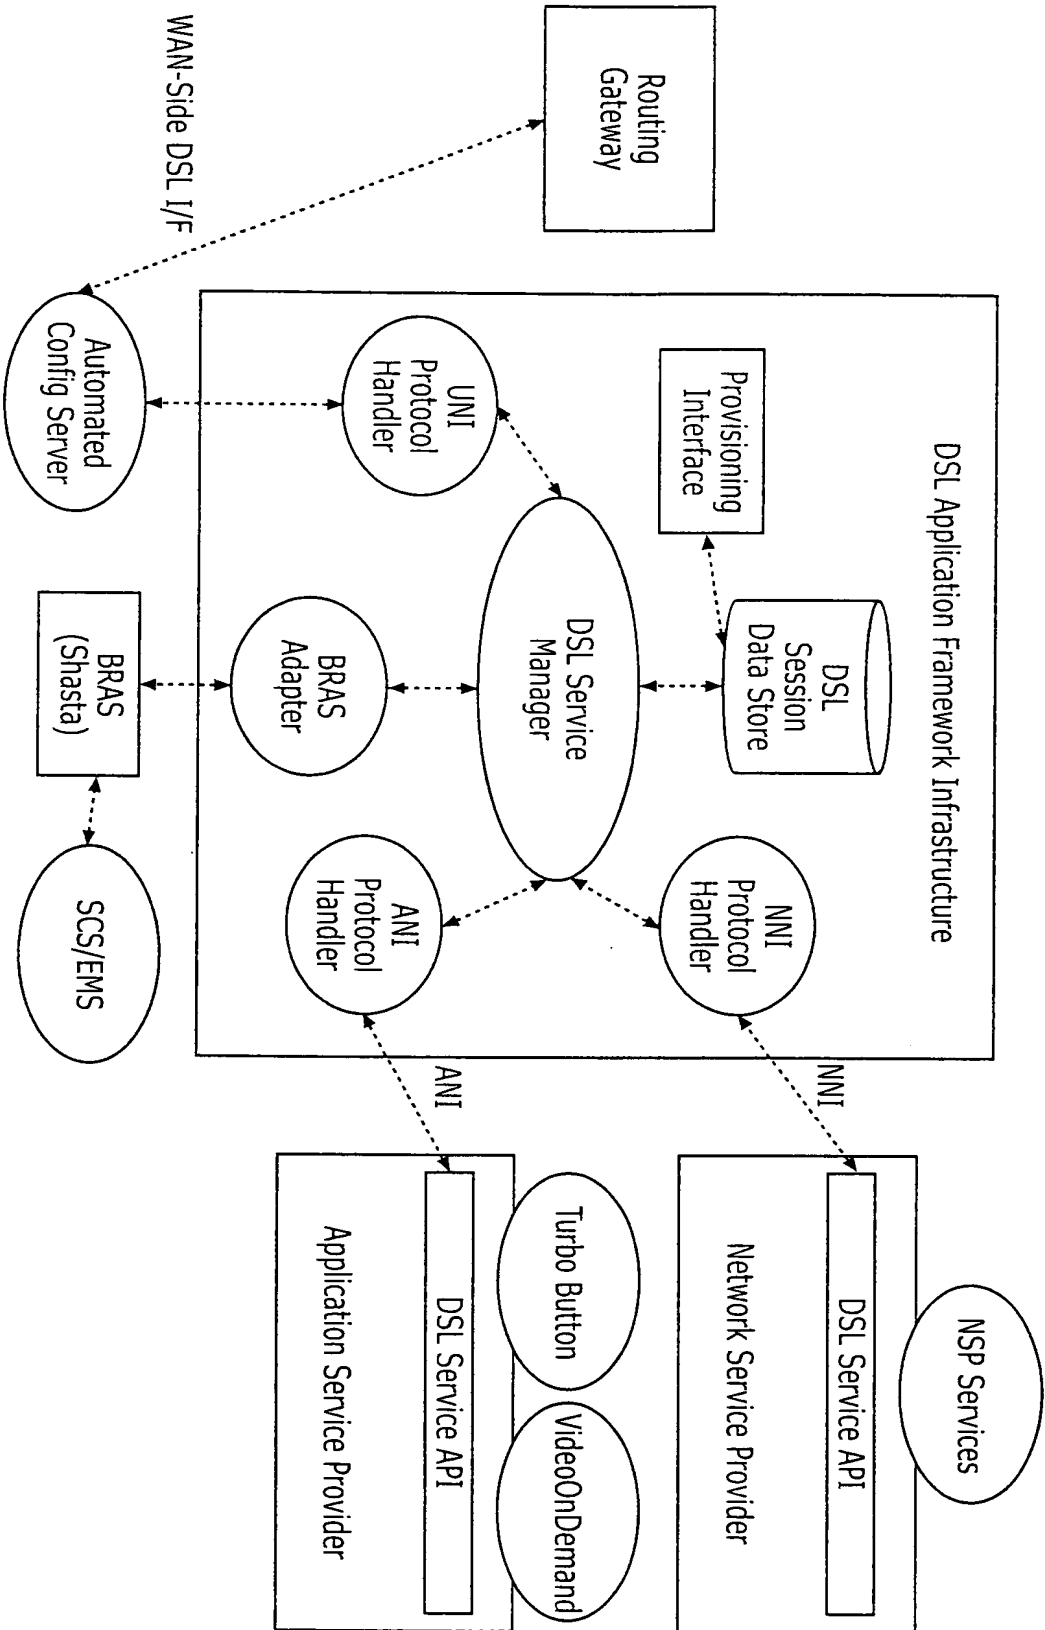 DSL Application Framework Infrastructure
NSP Services
Routing
Gateway
Provisioning
Interface
DSL
Session
Data Store
NNI
Protocol
Handler
NNI
DSL Service API
Network Service Provider
DSL Service
Manager
UNI
Protocol
Handler
BRAS
Adapter
ANI
Protocol
Handler
ANI
Turbo Button
VideoOnDemand
DSL Service API
Application Service Provider
WAN-Side DSL I/F
Automated
Config Server
BRAS
(Shasta)
SCS/EMS